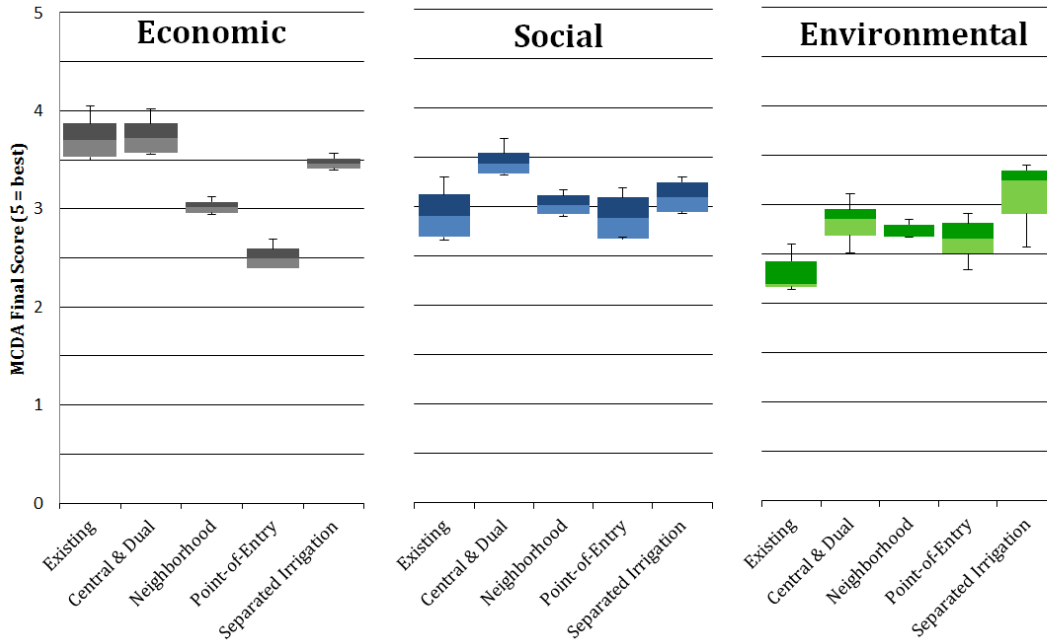 Economic
Social
Environmental
MCDA Final Score (5 = best)
5
4
3
2
1
0
Existing
Central & Dual
Neighborhood
Point-of-Entry
Separated Irrigation
Existing
Central & Dual
Neighborhood
Point-of-Entry
Separated Irrigation
Existing
Central & Dual
Neighborhood
Point-of-Entry
Separated Irrigation